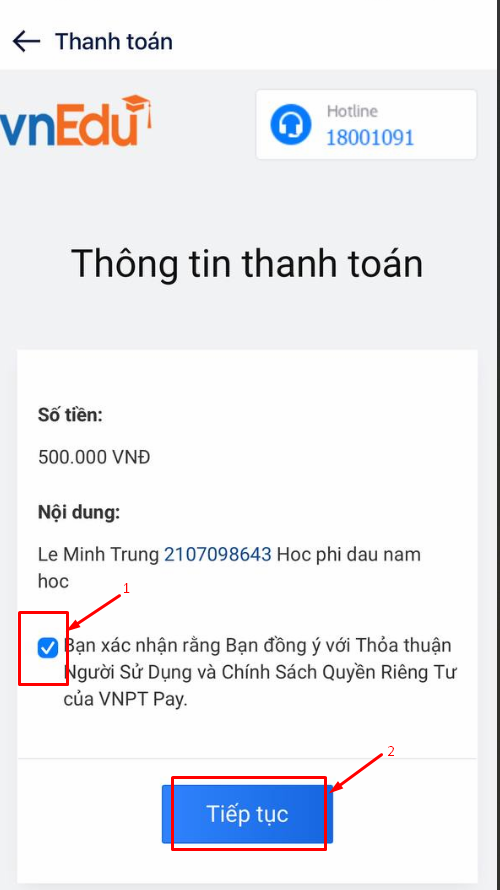 Thanh toán
vnEdu
Hotline
18001091
Thông tin thanh toán
Số tiền:
500.000 VNĐ
Nội dung:
Le Minh Trung 2107098643 Hoc phi dau nam
hoc
1
Bạn xác nhận rằng Bạn đồng ý với Thỏa thuận
Người Sử Dụng và Chính Sách Quyền Riêng Tư
của VNPT Pay.
2
Tiếp tục